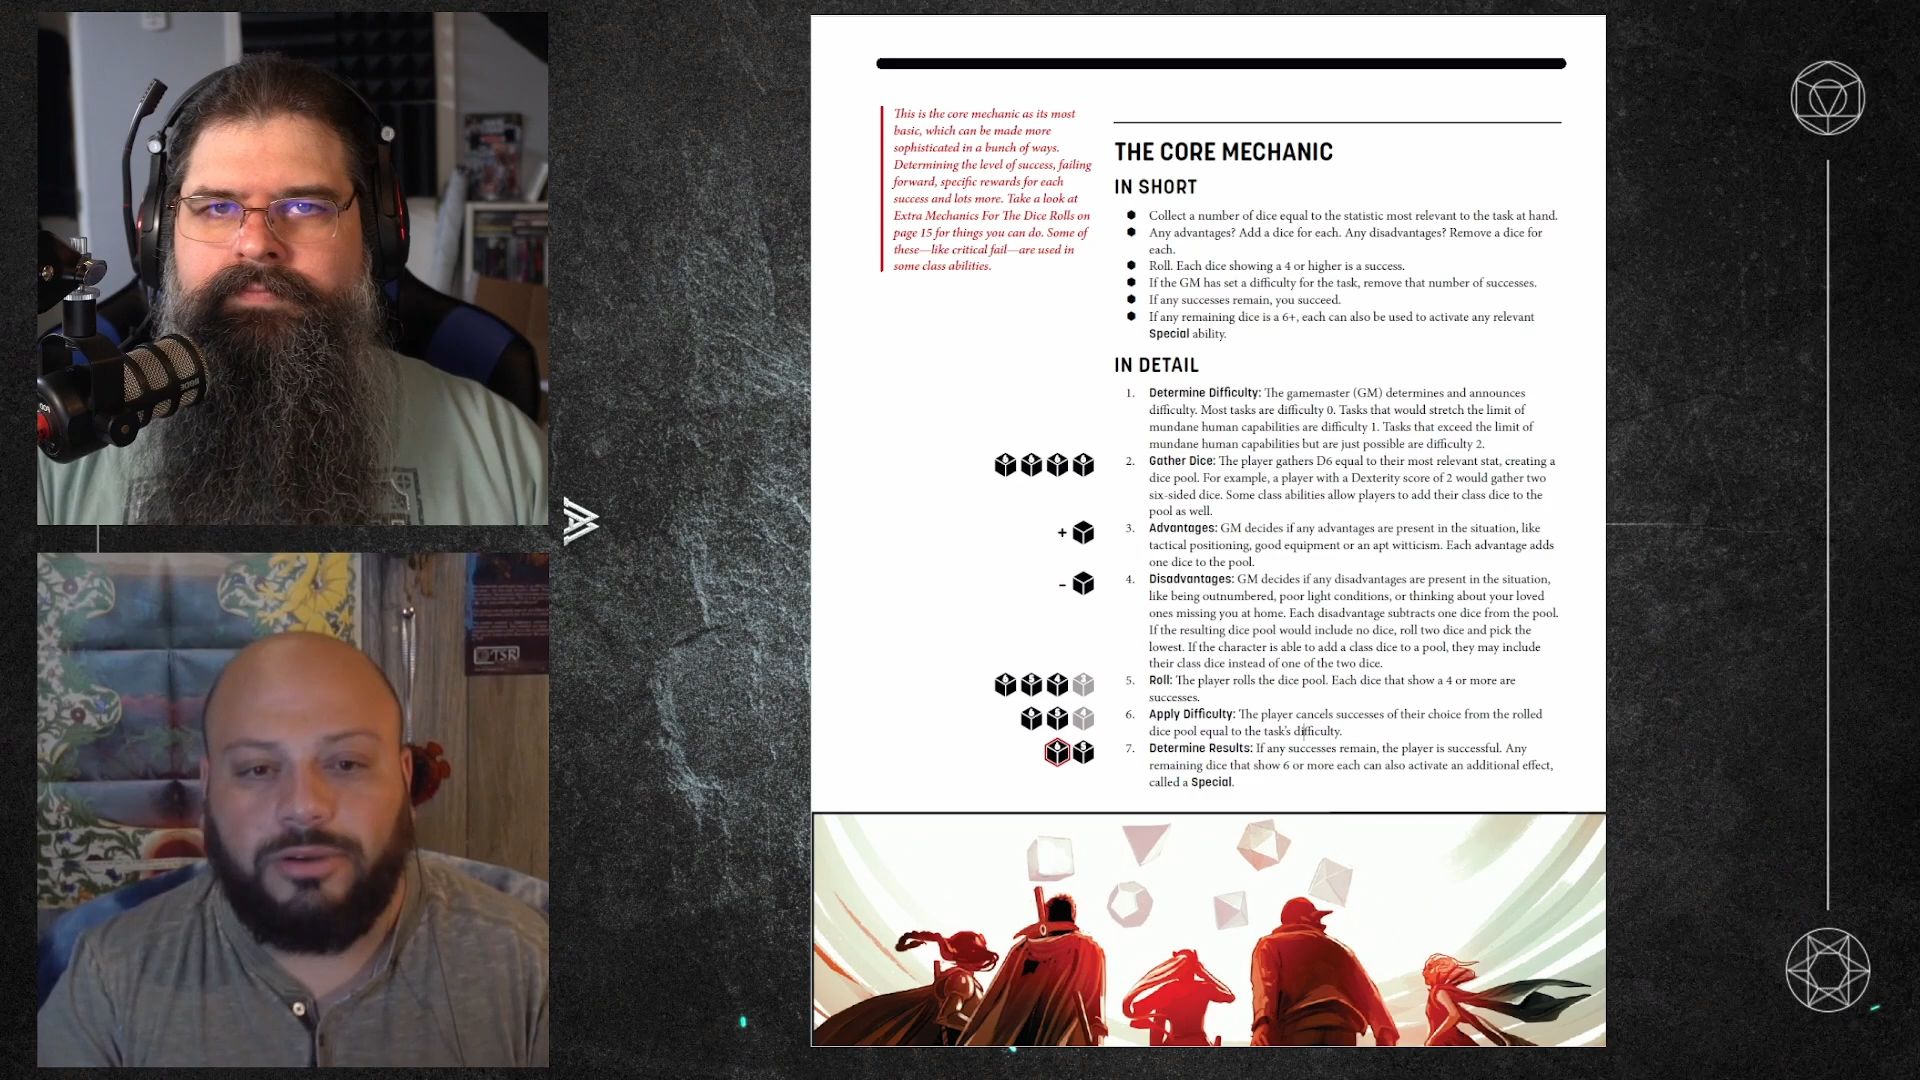 This is the core mechanic as its most
basic, which can be made more
sophisticated in a bunch of ways.
Determining the level of success, failing
forward, specific rewards for each
success and lots more. Take a look at
Extra Mechanics For The Dice Rolls on
page 15 for things you can do. Some of
these—like critical fail—are used in
some class abilities.
THE CORE MECHANIC
IN SHORT
Collect a number of dice equal to the statistic most relevant to the task at hand.
Any advantages? Add a dice for each. Any disadvantages? Remove a dice for
each.
Roll. Each dice showing a 4 or higher is a success.
If the GM has set a difficulty for the task, remove that number of successes.
If any successes remain, you succeed.
If any remaining dice is a 6+, each can also be used to activate any relevant
Special ability.
IN DETAIL
1. Determine Difficulty: The gamemaster (GM) determines and announces
difficulty. Most tasks are difficulty 0. Tasks that would stretch the limit of
mundane human capabilities are difficulty 1. Tasks that exceed the limit of
mundane human capabilities but are just possible are difficulty 2.
2. Gather Dice: The player gathers D6 equal to their most relevant stat, creating a
dice pool. For example, a player with a Dexterity score of 2 would gather two
six-sided dice. Some class abilities allow players to add their class dice to the
pool as well.
+
3. Advantages: GM decides if any advantages are present in the situation, like
tactical positioning, good equipment or an apt witticism. Each advantage adds
one dice to the pool.
-
4. Disadvantages: GM decides if any disadvantages are present in the situation,
like being outnumbered, poor light conditions, or thinking about your loved
ones missing you at home. Each disadvantage subtracts one dice from the pool.
If the resulting dice pool would include no dice, roll two dice and pick the
lowest. If the character is able to add a class dice to a pool, they may include
their class dice instead of one of the two dice.
6 5 4 3
5. Roll: The player rolls the dice pool. Each dice that show a 4 or more are
successes.
6 5 4
6. Apply Difficulty: The player cancels successes of their choice from the rolled
dice pool equal to the task's difficulty.
6 5
7. Determine Results: If any successes remain, the player is successful. Any
remaining dice that show 6 or more each can also activate an additional effect,
called a Special.
RODE
TSR